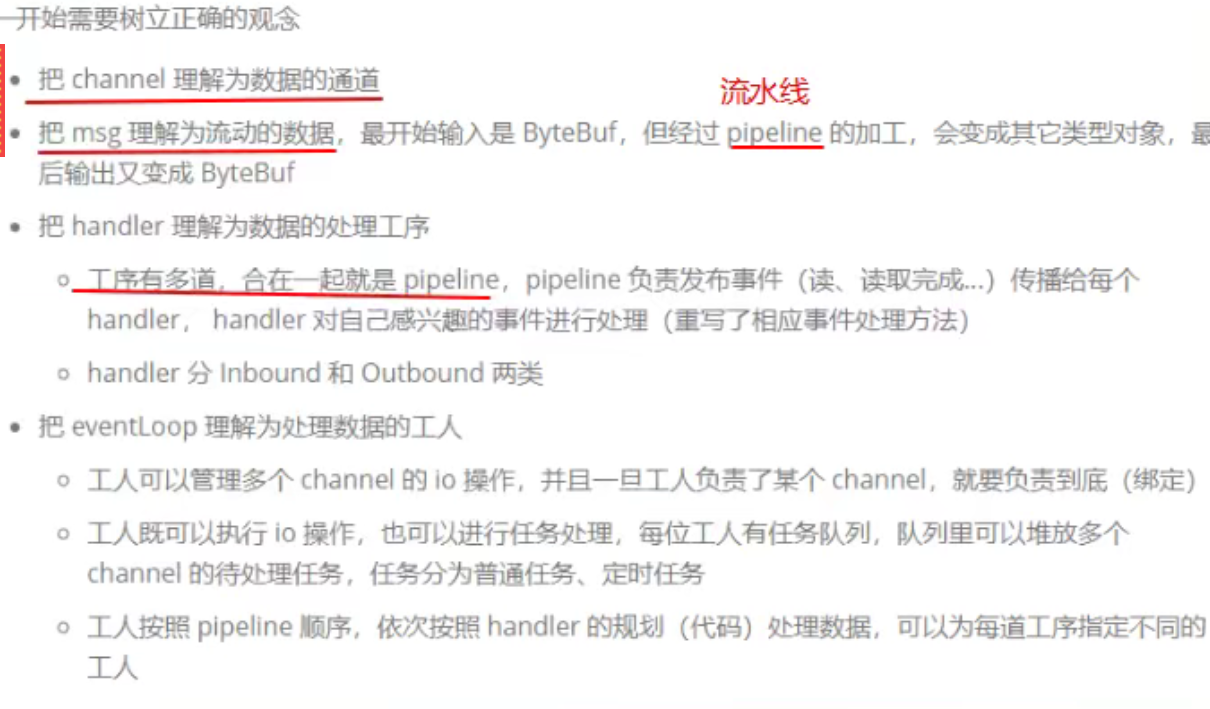 一开始需要树立正确的观念
• 把 channel 理解为数据的通道
流水线
• 把 msg 理解为流动的数据，最开始输入是 ByteBuf，但经过 pipeline 的加工，会变成其它类型对象，最
后输出又变成 ByteBuf
• 把 handler 理解为数据的处理工序
○ 工序有多道，合在一起就是 pipeline，pipeline 负责发布事件（读、读取完成...）传播给每个
handler， handler 对自己感兴趣的事件进行处理（重写了相应事件处理方法）
○ handler 分 Inbound 和 Outbound 两类
• 把 eventLoop 理解为处理数据的工人
○ 工人可以管理多个 channel 的 io 操作，并且一旦工人负责了某个 channel，就要负责到底（绑定）
○ 工人既可以执行 io 操作，也可以进行任务处理，每位工人有任务队列，队列里可以堆放多个
channel 的待处理任务，任务分为普通任务、定时任务
○ 工人按照 pipeline 顺序，依次按照 handler 的规划（代码）处理数据，可以为每道工序指定不同的
工人